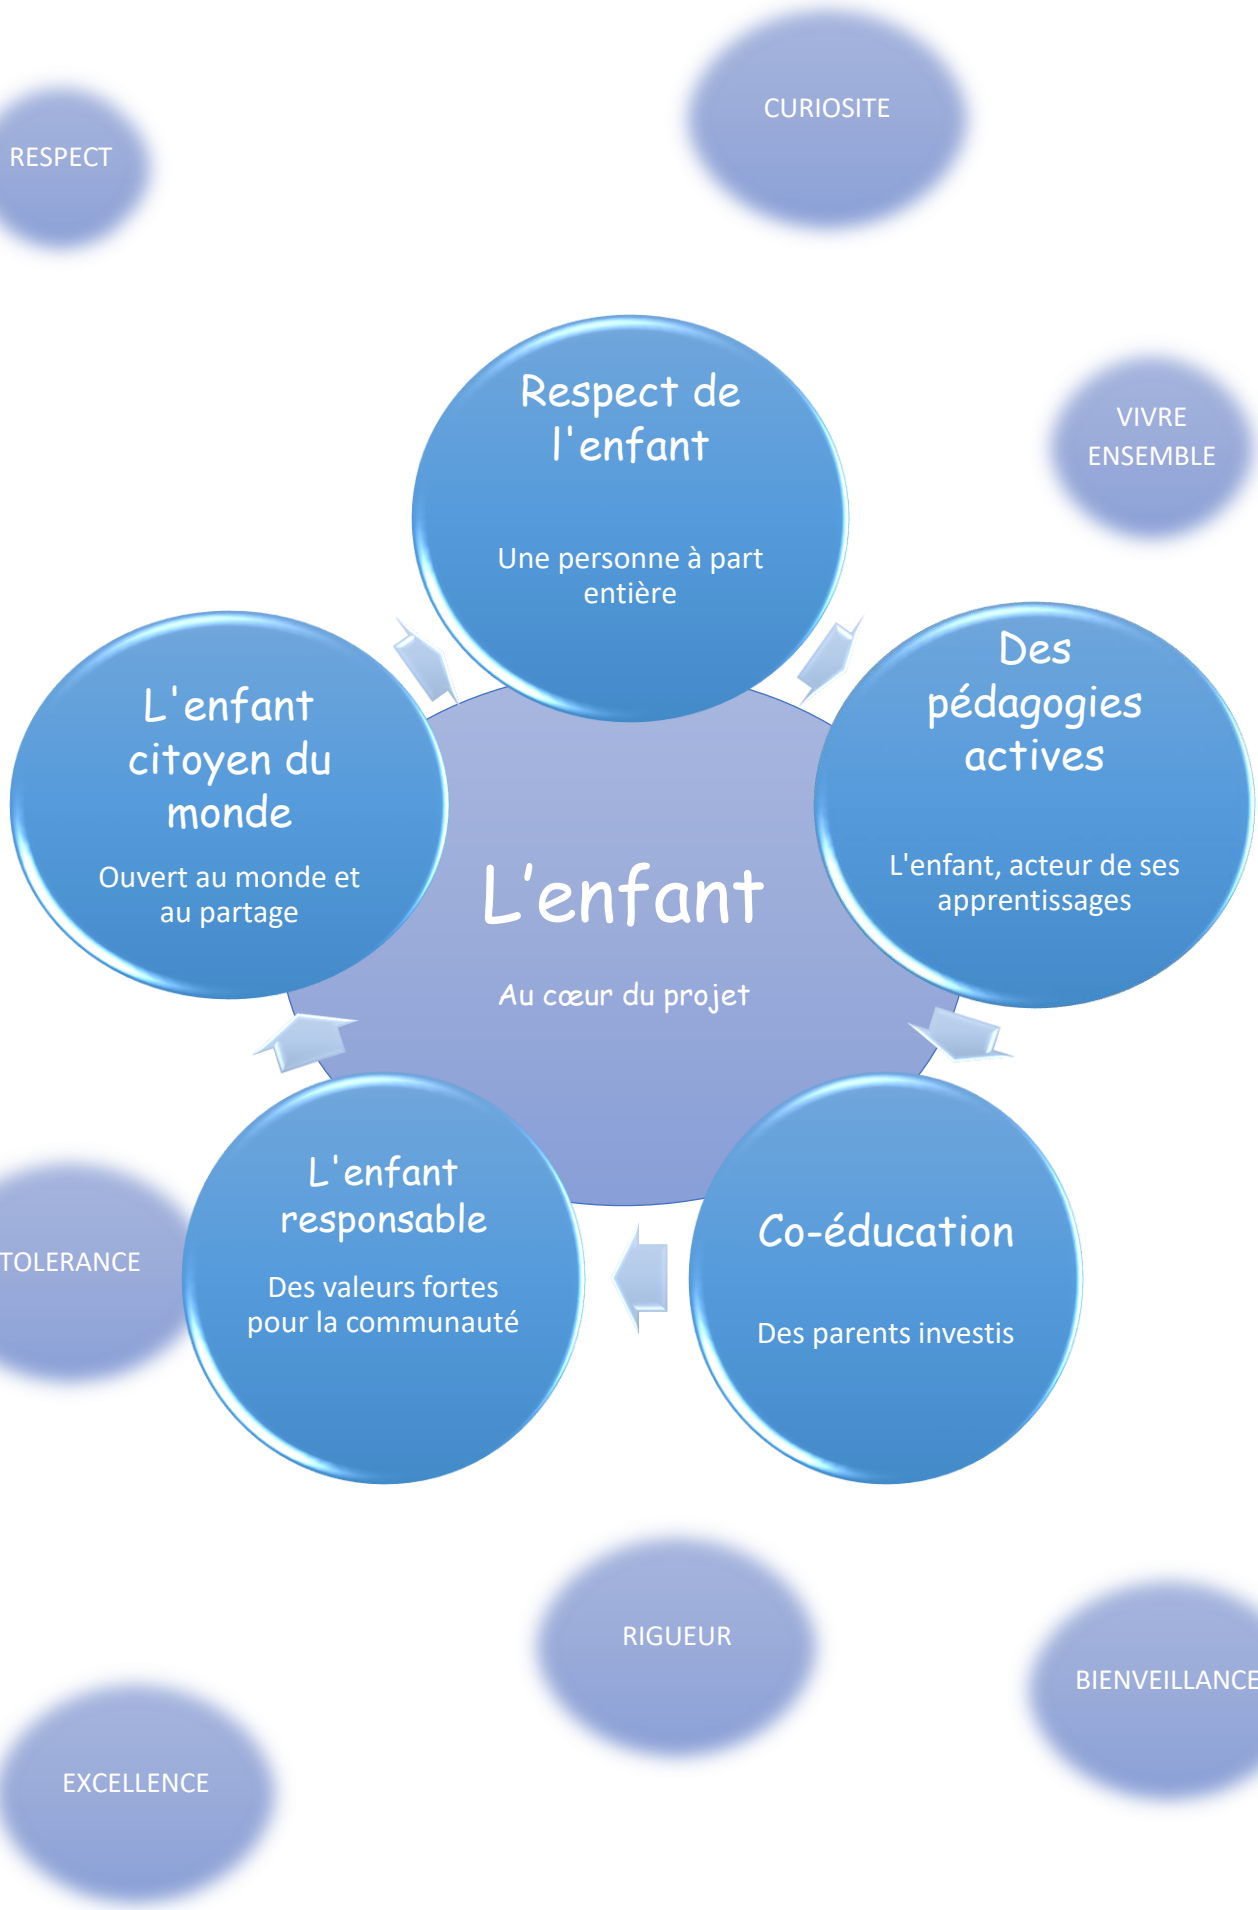 CURIOSITE
RESPECT
Respect de
l'enfant
Une personne à part
entière
VIVRE
ENSEMBLE
L'enfant
citoyen du
monde
Ouvert au monde et
au partage
Des
pédagogies
actives
L'enfant, acteur de ses
apprentissages
L'enfant
Au cœur du projet
L'enfant
responsable
Des valeurs fortes
pour la communauté
Co-éducation
Des parents investis
TOLERANCE
RIGUEUR
BIENVEILLANCE
EXCELLENCE